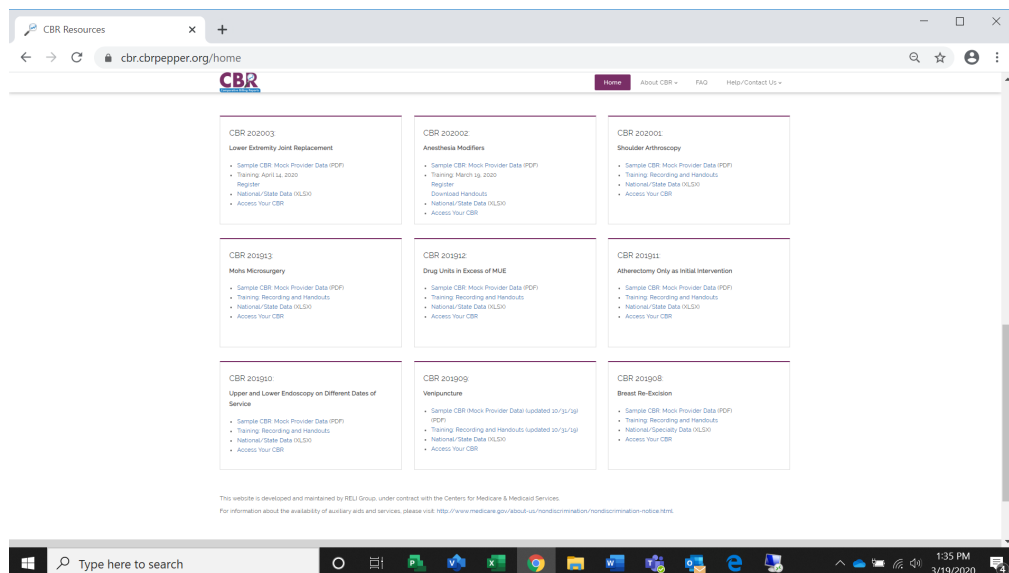 CBR Resources
cbr.cbrpepper.org/home
CBR
Home About CBR FAQ Help/Contact Us
CBR 202003:
Lower Extremity Joint Replacement
Sample CBR: Mock Provider Data (PDF)
Training: April 14, 2020
Register
National/State Data (XLSX)
Access Your CBR
CBR 202002:
Anesthesia Modifiers
Sample CBR: Mock Provider Data (PDF)
Training: March 19, 2020
Register
Download Handouts
National/State Data (XLSX)
Access Your CBR
CBR 202001:
Shoulder Arthroscopy
Sample CBR: Mock Provider Data (PDF)
Training: Recording and Handouts
National/State Data (XLSX)
Access Your CBR
CBR 201913:
Mohs Microsurgery
Sample CBR: Mock Provider Data (PDF)
Training: Recording and Handouts
National/State Data (XLSX)
Access Your CBR
CBR 201912:
Drug Units in Excess of MUE
Sample CBR: Mock Provider Data (PDF)
Training: Recording and Handouts
National/State Data (XLSX)
Access Your CBR
CBR 201911:
Atherectomy Only as Initial Intervention
Sample CBR: Mock Provider Data (PDF)
Training: Recording and Handouts
National/State Data (XLSX)
Access Your CBR
CBR 201910:
Upper and Lower Endoscopy on Different Dates of
Service
Sample CBR: Mock Provider Data (PDF)
Training: Recording and Handouts
National/State Data (XLSX)
Access Your CBR
CBR 201909:
Venipuncture
Sample CBR (Mock Provider Data) (updated 10/31/19)
(PDF)
Training: Recording and Handouts (updated 10/31/19)
National/State Data (XLSX)
Access Your CBR
CBR 201908:
Breast Re-Excision
Sample CBR: Mock Provider Data (PDF)
Training: Recording and Handouts
National/Specialty Data (XLSX)
Access Your CBR
This website is developed and maintained by RELI Group, under contract with the Centers for Medicare & Medicaid Services.
For information about the availability of auxiliary aids and services, please visit: http://www.medicare.gov/about-us/nondiscrimination/nondiscrimination-notice.html.
Type here to search
1:35 PM
3/19/2020